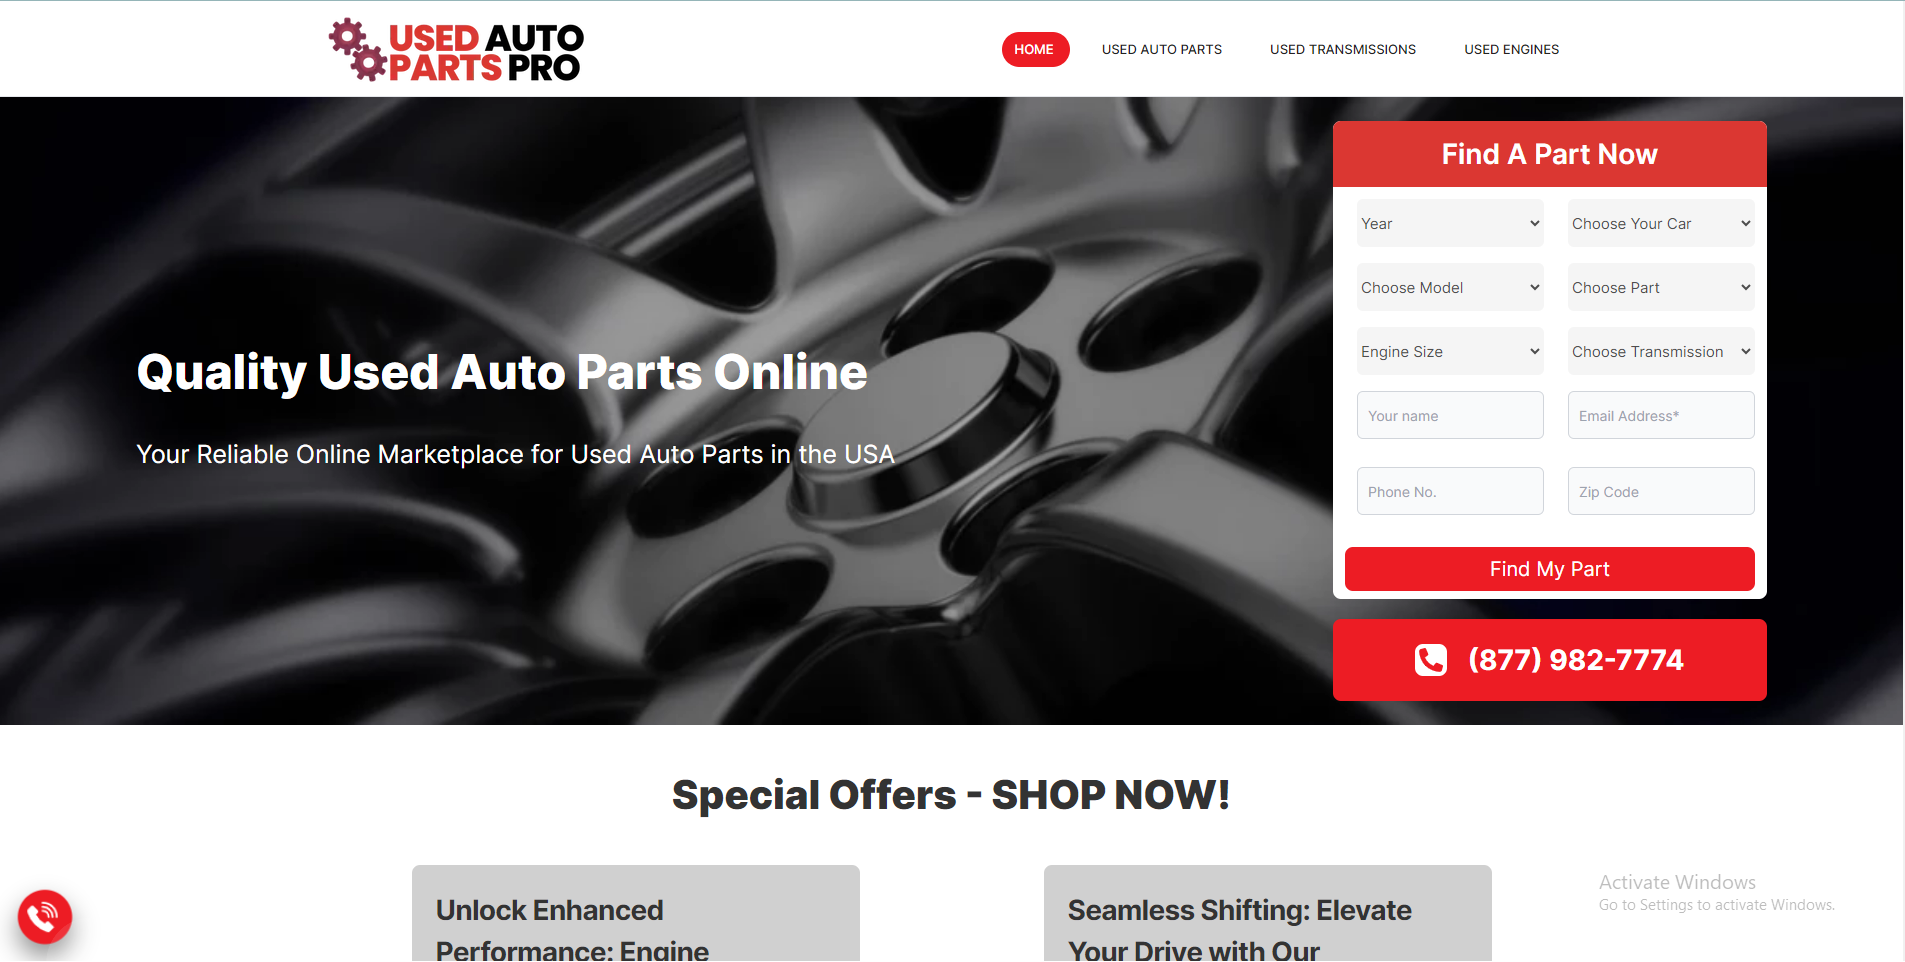 USED AUTO
PARTS PRO
HOME
USED AUTO PARTS
USED TRANSMISSIONS
USED ENGINES
Find A Part Now
Year
Choose Your Car
Choose Model
Choose Part
Engine Size
Choose Transmission
Your name
Email Address*
Phone No.
Zip Code
Find My Part
(877) 982-7774
Quality Used Auto Parts Online
Your Reliable Online Marketplace for Used Auto Parts in the USA
Special Offers - SHOP NOW!
Unlock Enhanced
Performance: Engine
Seamless Shifting: Elevate
Your Drive with Our
Activate Windows
Go to Settings to activate Windows.